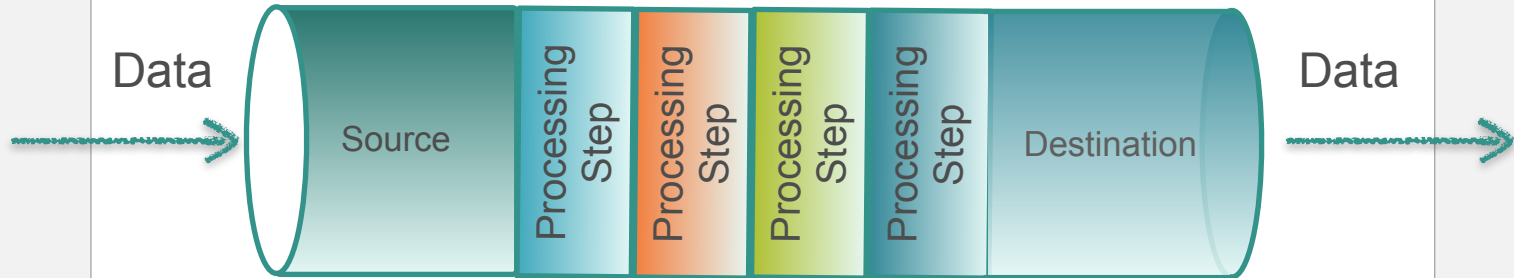 Data
Source
Processing
Step
Processing
Step
Processing
Step
Processing
Step
Destination
Data